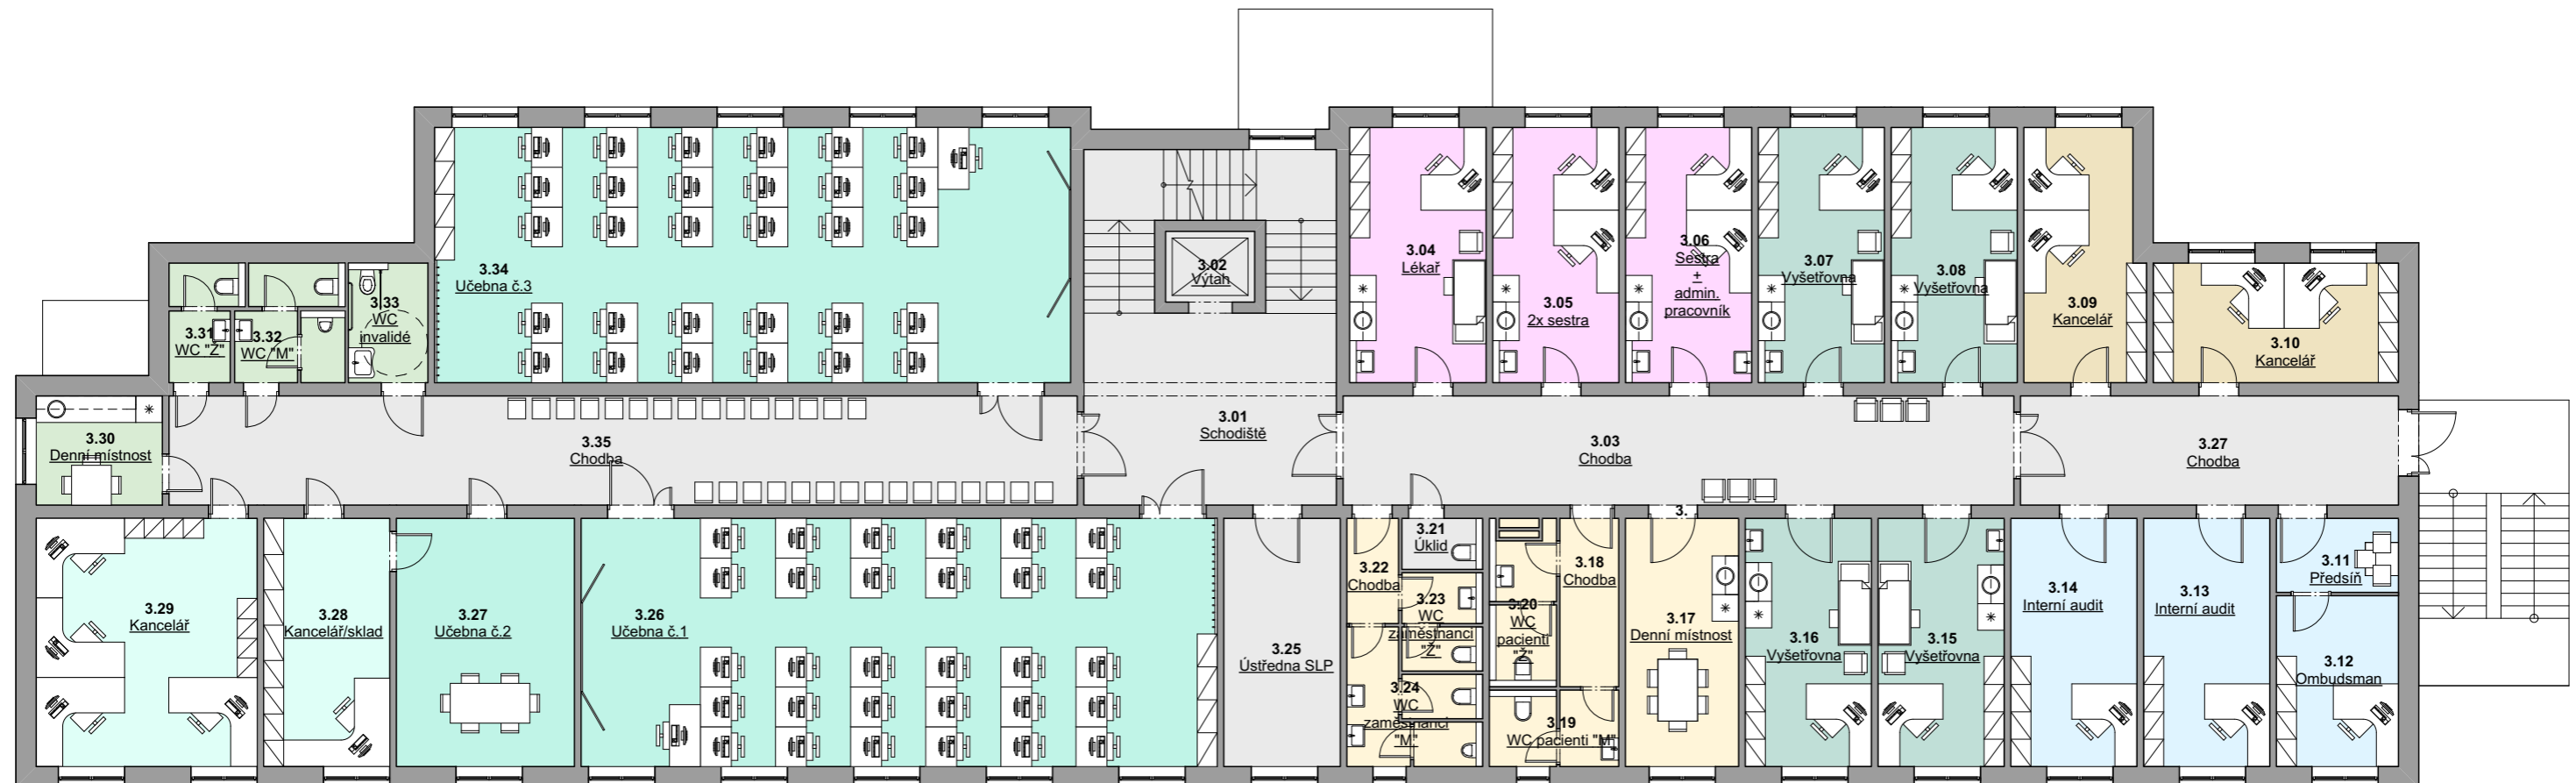 3.34
Učebna č.3
3.02
Výtah
3.04
Lékař
3.05
2x sestra
3.06
Sestra
+
admin.
pracovník
3.07
Vyšetřovna
3.08
Vyšetřovna
3.09
Kancelář
3.10
Kancelář
3.31
WC "Ž"
3.32
WC "M"
3.33
WC
invalidé
3.30
Denní místnost
3.35
Chodba
3.01
Schodiště
3.03
Chodba
3.27
Chodba
3.29
Kancelář
3.28
Kancelář/sklad
3.27
Učebna č.2
3.26
Učebna č.1
3.25
Ústředna SLP
3.22
Chodba
3.21
Úklid
3.23
WC
zaměstnanci
"Ž"
3.24
WC
zaměstnanci
"M"
3.20
WC
pacienti
"Ž"
3.18
Chodba
3.19
WC pacienti "M"
3.
3.17
Denní místnost
3.16
Vyšetřovna
3.15
Vyšetřovna
3.14
Interní audit
3.13
Interní audit
3.11
Předsíň
3.12
Ombudsman